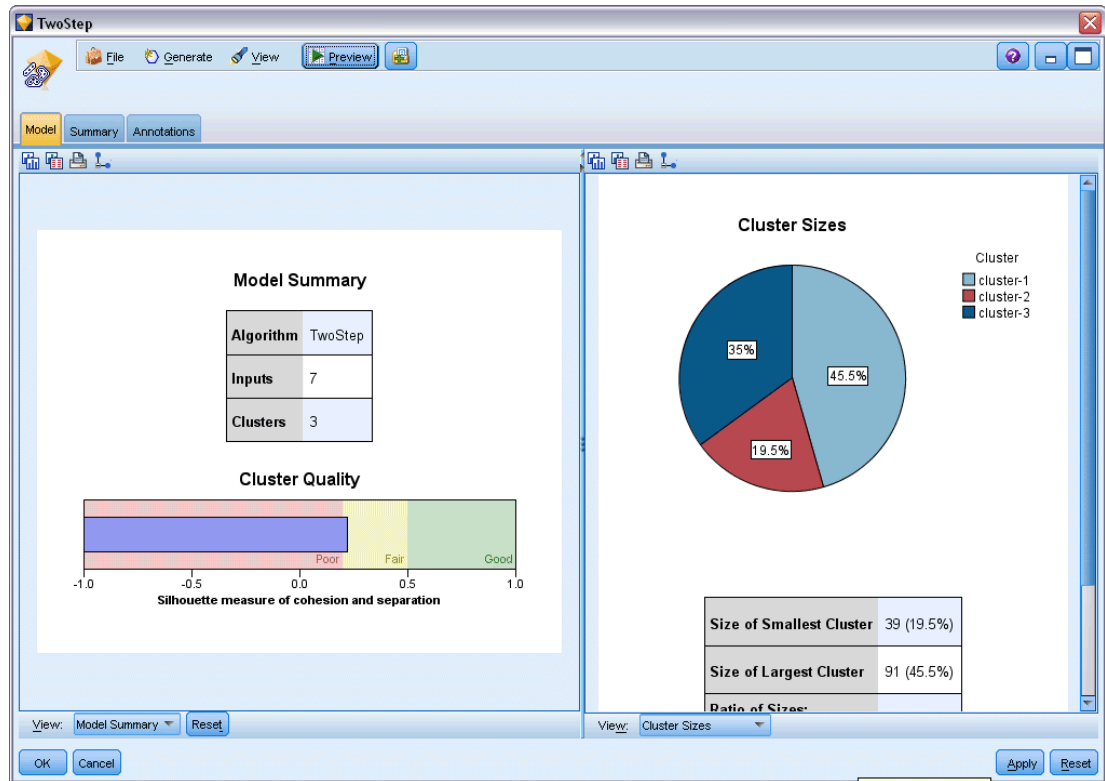 TwoStep
File Generate View Preview
Model Summary Annotations
Model Summary
Algorithm TwoStep
Inputs 7
Clusters 3
Cluster Quality
Poor Fair Good
-1.0 -0.5 0.0 0.5 1.0
Silhouette measure of cohesion and separation
View: Model Summary Reset
Cluster Sizes
Cluster
cluster-1
cluster-2
cluster-3
35%
45.5%
19.5%
Size of Smallest Cluster 39 (19.5%)
Size of Largest Cluster 91 (45.5%)
Ratio of Sizes:
View: Cluster Sizes
OK Cancel Apply Reset